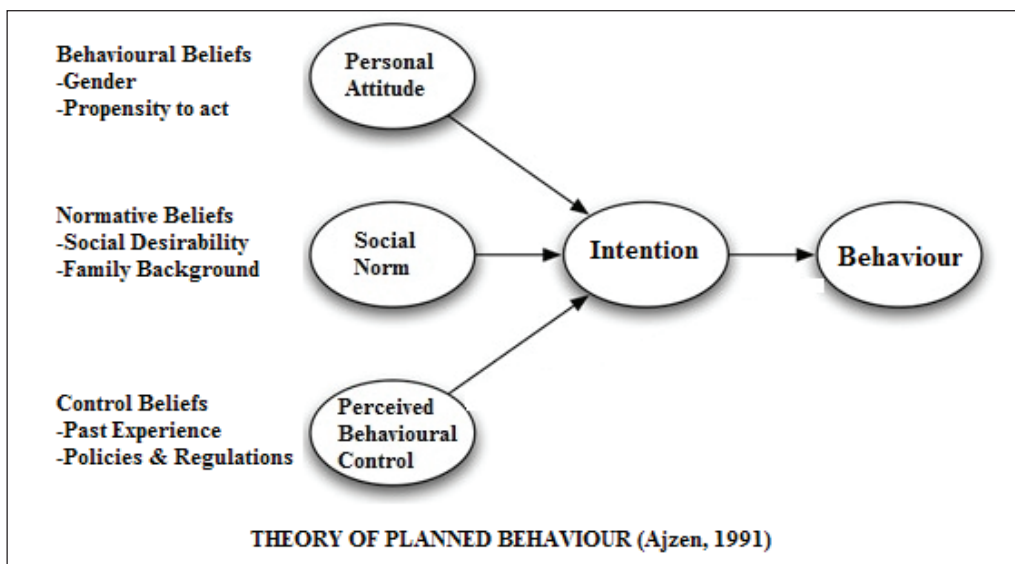 Behavioural Beliefs
-Gender
-Propensity to act
Personal
Attitude
Normative Beliefs
-Social Desirability
-Family Background
Social
Norm
Intention
Behaviour
Control Beliefs
-Past Experience
-Policies & Regulations
Perceived
Behavioural
Control
THEORY OF PLANNED BEHAVIOUR (Ajzen, 1991)